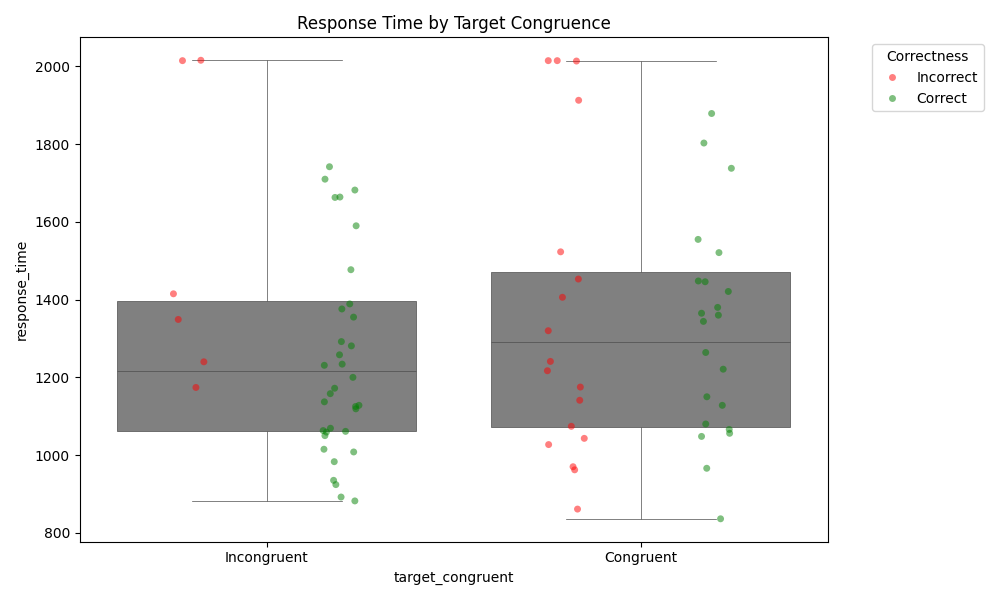 Response Time by Target Congruence
Correctness
Incorrect
Correct
response_time
2000
1800
1600
1400
1200
1000
800
Incongruent
Congruent
target_congruent